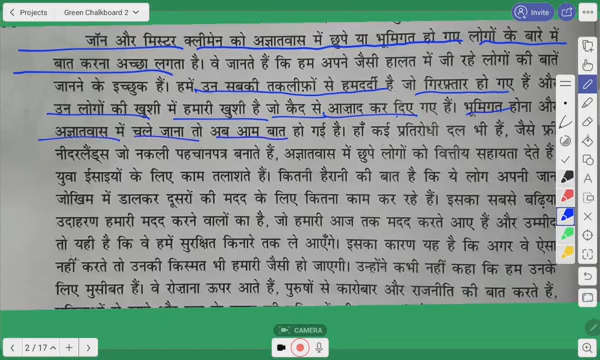 Projects
Green Chalkboard 2
Invite
जॉन और मिस्टर क्लीमेन को अज्ञातवास में छुपे या भूमिगत हो गए लोगों के बारे में
बात करना अच्छा लगता है। वे जानते हैं कि हम अपने जैसी हालत में जी रहे लोगों की बातें
जानने के इच्छुक हैं। हमें उन सबकी तकलीफ़ों से हमदर्दी है जो गिरफ़्तार हो गए हैं और
उन लोगों की खुशी में हमारी खुशी है जो कैद से आज़ाद कर दिए गए हैं। भूमिगत होना और
अज्ञातवास में चले जाना तो अब आम बात हो गई है। हाँ कई प्रतिरोधी दल भी हैं, जैसे फ्री
नीदरलैंड्स जो नकली पहचानपत्र बनाते हैं, अज्ञातवास में छुपे लोगों को वित्तीय सहायता देते हैं
युवा ईसाइयों के लिए काम तलाशते हैं। कितनी हैरानी की बात है कि ये लोग अपनी जान
जोखिम में डालकर दूसरों की मदद के लिए कितना काम कर रहे हैं। इसका सबसे बढ़िया
उदाहरण हमारी मदद करने वालों का है, जो हमारी आज तक मदद करते आए हैं और उम्मीद
तो यही है कि वे हमें सुरक्षित किनारे तक ले आएँगे। इसका कारण यह है कि अगर वे ऐसा
नहीं करते तो उनकी किस्मत भी हमारी जैसी हो जाएगी। उन्होंने कभी नहीं कहा कि हम उनके
लिए मुसीबत हैं। वे रोज़ाना ऊपर आते हैं, पुरुषों से कारोबार और राजनीति की बात करते हैं,
CAMERA
2 / 17